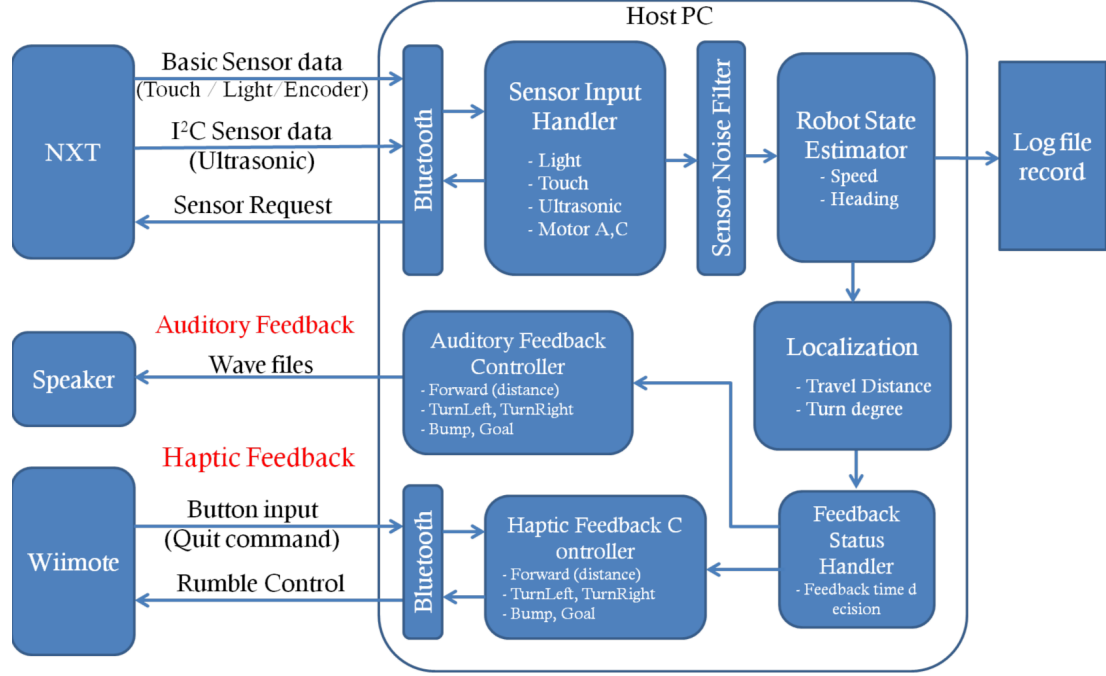 Host PC
NXT
Basic Sensor data
(Touch / Light/Encoder)
I²C Sensor data
(Ultrasonic)
Sensor Request
Bluetooth
Sensor Input
Handler
- Light
- Touch
- Ultrasonic
- Motor A,C
Sensor Noise Filter
Robot State
Estimator
- Speed
- Heading
Log file
record
Auditory Feedback
Speaker
Wave files
Auditory Feedback
Controller
- Forward (distance)
- TurnLeft, TurnRight
- Bump, Goal
Localization
- Travel Distance
- Turn degree
Haptic Feedback
Wiimote
Button input
(Quit command)
Rumble Control
Bluetooth
Haptic Feedback C
ontroller
- Forward (distance)
- TurnLeft, TurnRight
- Bump, Goal
Feedback
Status
Handler
- Feedback time d
ecision